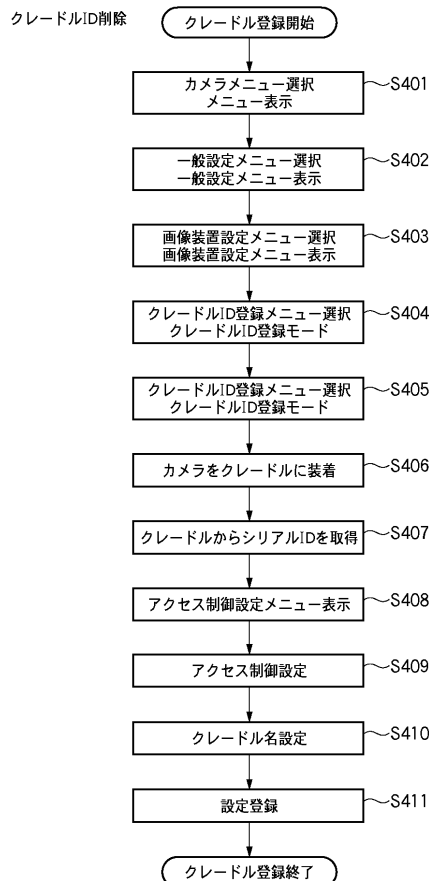 クレードルID削除
クレードル登録開始
カメラメニュー選択
メニュー表示
S401
一般設定メニュー選択
一般設定メニュー表示
S402
画像装置設定メニュー選択
画像装置設定メニュー表示
S403
クレードルID登録メニュー選択
クレードルID登録モード
S404
クレードルID登録メニュー選択
クレードルID登録モード
S405
カメラをクレードルに装着
S406
クレードルからシリアルIDを取得
S407
アクセス制御設定メニュー表示
S408
アクセス制御設定
S409
クレードル名設定
S410
設定登録
S411
クレードル登録終了